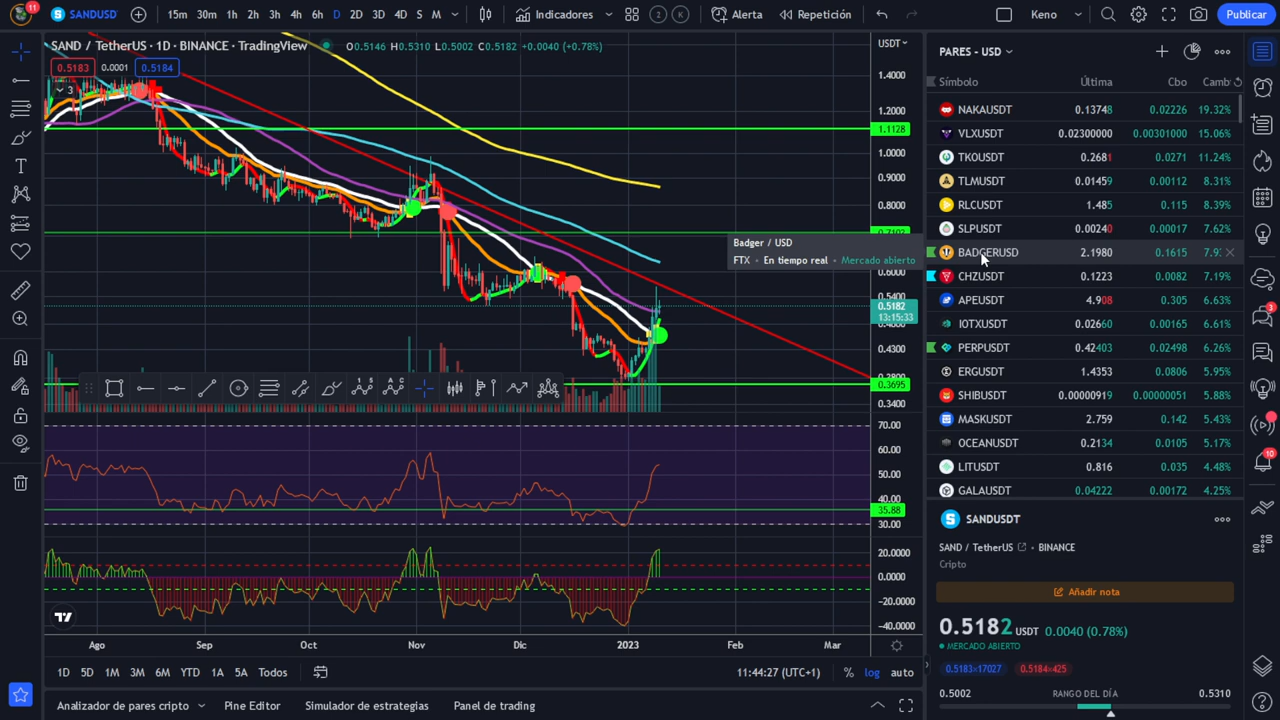 11
SANDUSD
15m 30m 1h 2h 3h 4h 6h D 2D 3D 4D S M
Indicadores
2 K
Alerta
Repetición
Keno
Publicar
SAND / TetherUS · 1D · BINANCE · TradingView
O0.5146 H0.5310 L0.5002 C0.5182 +0.0040 (+0.78%)
0.5183 0.0001 0.5184
3
USDT
1.4000
1.2000
1.1128
1.0000
0.9000
0.8000
0.6000
0.5400
0.5182
13:15:33
0.4300
0.3695
0.3400
Badger / USD
FTX • En tiempo real • Mercado abierto
70.00
60.00
50.00
40.00
35.88
30.00
20.0000
0.0000
-20.0000
-40.0000
Ago Sep Oct Nov Dic 2023 Feb Mar
1D 5D 1M 3M 6M YTD 1A 5A Todos
11:44:27 (UTC+1)
% log auto
Analizador de pares cripto Pine Editor Simulador de estrategias Panel de trading
PARES - USD
Símbolo Última Cbo Camb
NAKAUSDT 0.13748 0.02226 19.32%
VLXUSDT 0.02300000 0.00301000 15.06%
TKOUSDT 0.2681 0.0271 11.24%
TLMUSDT 0.01459 0.00112 8.31%
RLCUSDT 1.485 0.115 8.39%
SLPUSDT 0.00240 0.00017 7.62%
BADGERUSD 2.1980 0.1615 7.9
CHZUSDT 0.1223 0.0082 7.19%
APEUSDT 4.908 0.305 6.63%
IOTXUSDT 0.02660 0.00165 6.61%
PERPUSDT 0.42403 0.02498 6.26%
ERGUSDT 1.4353 0.0806 5.95%
SHIBUSDT 0.00000919 0.00000051 5.88%
MASKUSDT 2.759 0.142 5.43%
OCEANUSDT 0.2134 0.0105 5.17%
LITUSDT 0.816 0.035 4.48%
GALAUSDT 0.04222 0.00172 4.25%
SANDUSDT
SAND / TetherUS • BINANCE
Cripto
Añadir nota
0.5182 USDT 0.0040 (0.78%)
MERCADO ABIERTO
0.5183×17027 0.5184×425
0.5002 RANGO DEL DÍA 0.5310
3
10